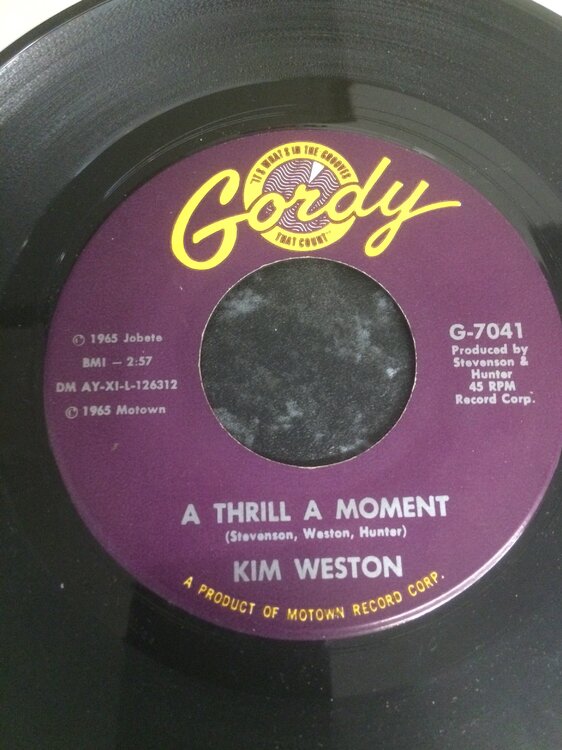 "IT'S WHAT'S IN THE GROOVES
Gordy
THAT COUNT"
℗ 1965 Jobete
BMI — 2:57
DM AY-XI-L-126312
℗ 1965 Motown
G-7041
Produced by
Stevenson &
Hunter
45 RPM
Record Corp.
A THRILL A MOMENT
(Stevenson, Weston, Hunter)
KIM WESTON
A PRODUCT OF MOTOWN RECORD CORP.